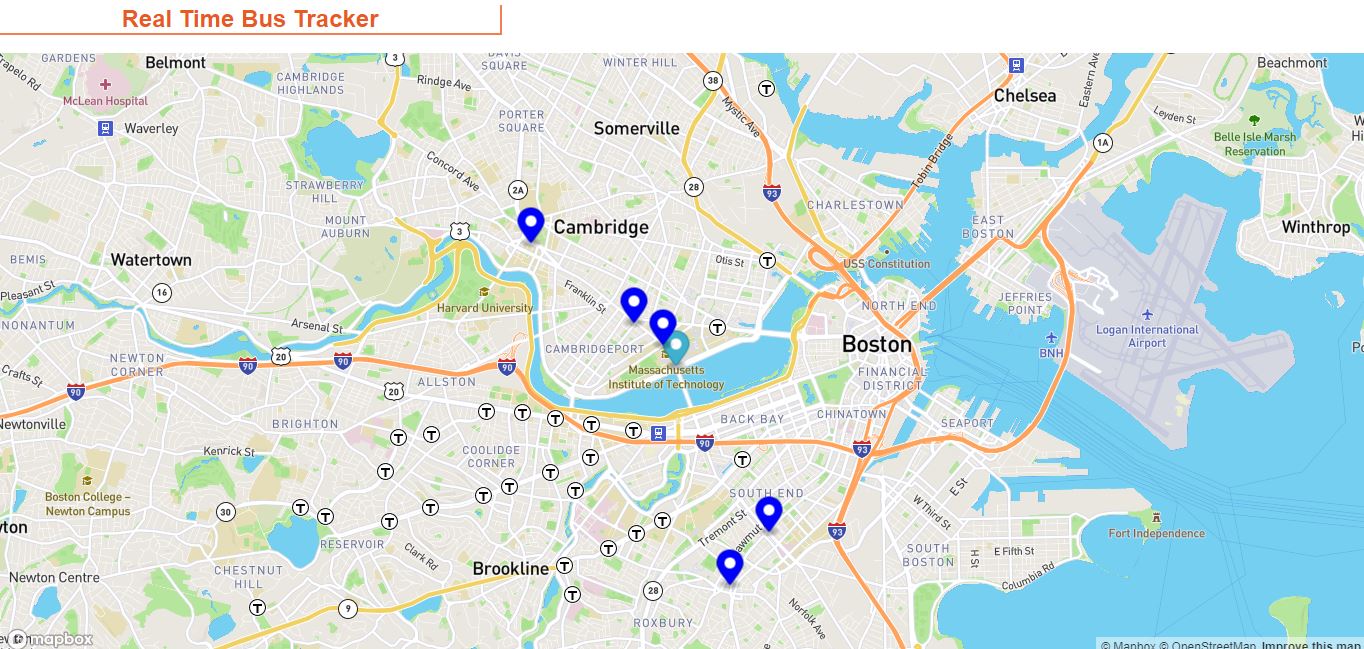 Real Time Bus Tracker
GARDENS
Belmont
3
DAVIS
SQUARE
WINTER HILL
Beachmont
Chelsea
Eastern Ave
Trapelo Rd
McLean Hospital
CAMBRIDGE
HIGHLANDS
Rindge Ave
38
Mystic Ave
Leyden St
Waverley
PORTER
SQUARE
Somerville
Belle Isle Marsh
Reservation
1A
Tobin Bridge
Concord Ave
STRAWBERRY
HILL
2A
28
93
CHARLESTOWN
MOUNT
AUBURN
3
Cambridge
EAST
BOSTON
Winthrop
BEMIS
Watertown
Otis St
USS Constitution
Pleasant St
16
Harvard University
Franklin St
NORTH END
JEFFRIES
POINT
NONANTUM
Arsenal St
Logan International
Airport
BNH
NEWTON
CORNER
90
20
90
90
CAMBRIDGEPORT
Boston
Massachusetts
Institute of Technology
FINANCIAL
DISTRICT
Crafts St
90
20
ALLSTON
BACK BAY
CHINATOWN
SEAPORT
Newtonville
BRIGHTON
90
93
Kenrick St
COOLIDGE
CORNER
Boston College –
Newton Campus
SOUTH END
E St
W Third St
30
Tremont St
93
Fort Independence
RESERVOIR
Clark Rd
SOUTH
BOSTON
E Fifth St
H St
Columbia Rd
Newton Centre
CHESTNUT
HILL
Brookline
9
28
ROXBURY
Norfolk Ave
mapbox
© Mapbox © OpenStreetMap Improve this map